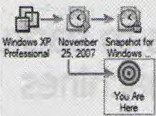 Windows XP
Professional
November
25, 2007
Snapshot for
Windows ...
You Are
Here